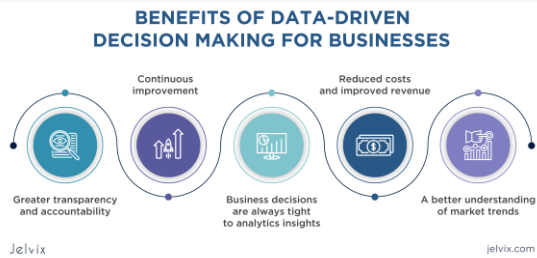 BENEFITS OF DATA-DRIVEN
DECISION MAKING FOR BUSINESSES
Continuous
improvement
Reduced costs
and improved revenue
$
Greater transparency
and accountability
Business decisions
are always tight
to analytics insights
A better understanding
of market trends
Jelvix
jelvix.com